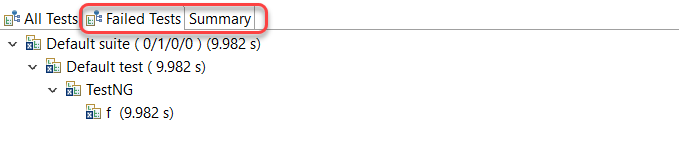 All Tests Failed Tests Summary
Default suite ( 0/1/0/0 ) (9.982 s)
Default test ( 9.982 s)
TestNG
f (9.982 s)